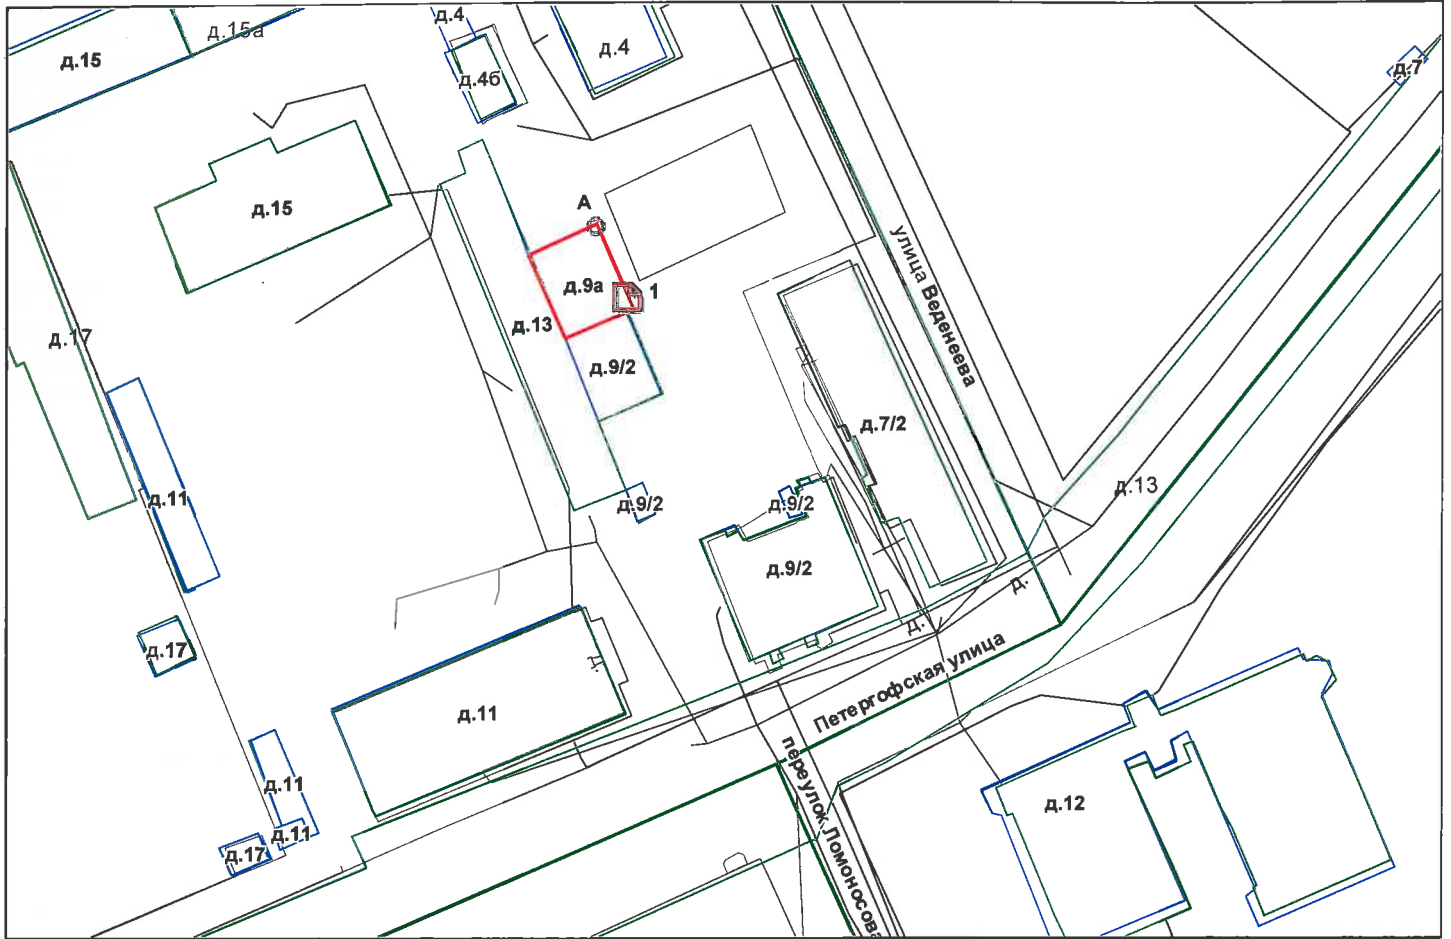 д.4
д.15а
д.4
д.15
д.4б
д.7
А
д.15
улица Веденеева
д.9а
1
д.13
д.17
д.9/2
д.7/2
д.13
д.11
д.9/2
д.9/2
д.9/2
д.
д.
д.17
Петергофская улица
д.11
переулок Ломоносова
д.11
д.12
д.11
д.17